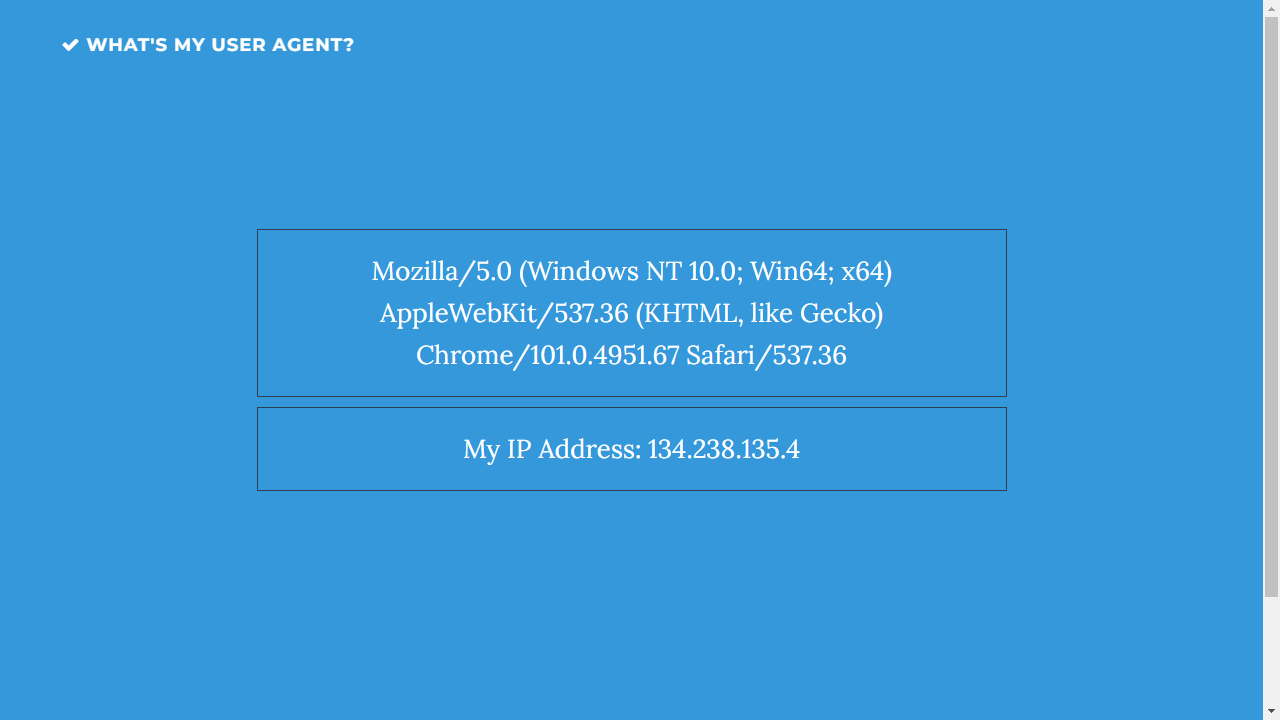 WHAT'S MY USER AGENT?
Mozilla/5.0 (Windows NT 10.0; Win64; x64)
AppleWebKit/537.36 (KHTML, like Gecko)
Chrome/101.0.4951.67 Safari/537.36
My IP Address: 134.238.135.4